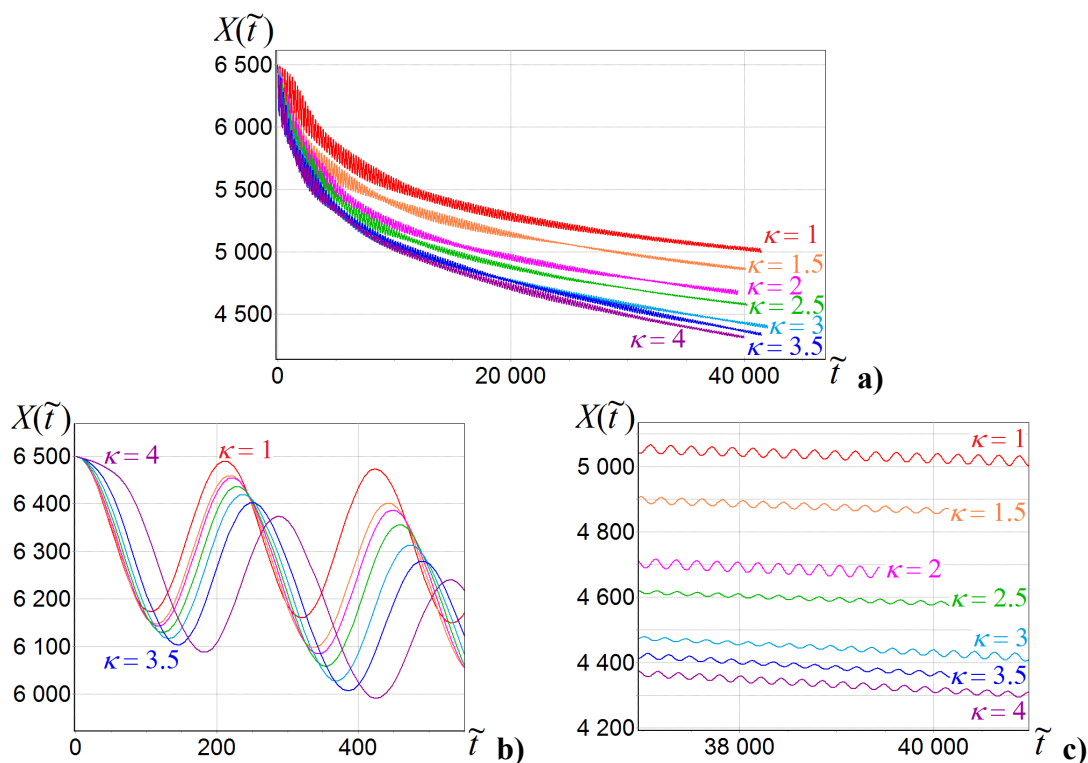 X(t̃)
6 500
6 000
5 500
5 000
4 500
κ = 1
κ = 1.5
κ = 2
κ = 2.5
κ = 3
κ = 4
κ = 3.5
0 20 000 40 000 t̃ a)
X(t̃)
6 500
6 400
6 300
6 200
6 100
6 000
κ = 4
κ = 1
κ = 3.5
0 200 400 t̃ b)
X(t̃)
5 000
4 800
4 600
4 400
4 200
κ = 1
κ = 1.5
κ = 2
κ = 2.5
κ = 3
κ = 3.5
κ = 4
38 000 40 000 t̃ c)